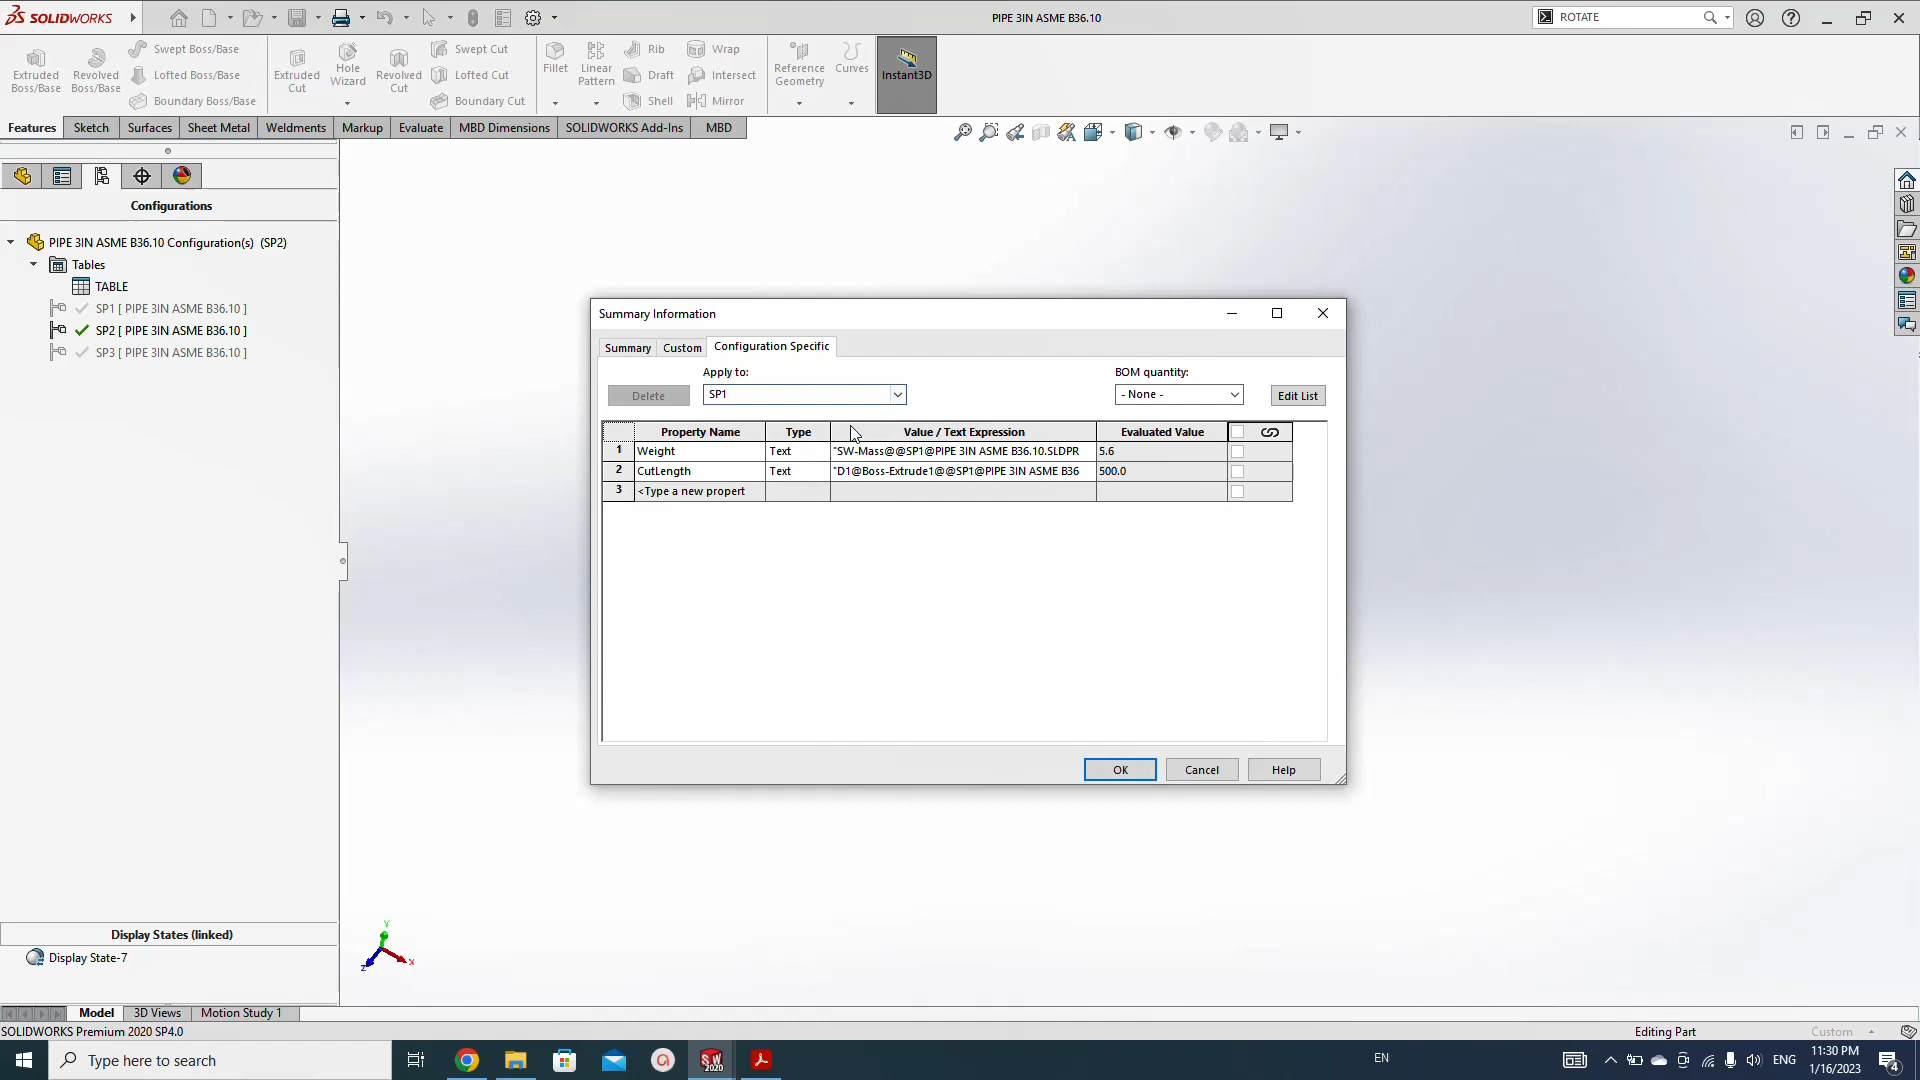 SOLIDWORKS
PIPE 3IN ASME B36.10
ROTATE
Extruded Boss/Base
Revolved Boss/Base
Swept Boss/Base
Lofted Boss/Base
Boundary Boss/Base
Extruded Cut
Hole Wizard
Revolved Cut
Swept Cut
Lofted Cut
Boundary Cut
Fillet
Linear Pattern
Rib
Draft
Shell
Wrap
Intersect
Mirror
Reference Geometry
Curves
Instant3D
Features
Sketch
Surfaces
Sheet Metal
Weldments
Markup
Evaluate
MBD Dimensions
SOLIDWORKS Add-Ins
MBD
Configurations
PIPE 3IN ASME B36.10 Configuration(s) (SP2)
Tables
TABLE
SP1 [ PIPE 3IN ASME B36.10 ]
SP2 [ PIPE 3IN ASME B36.10 ]
SP3 [ PIPE 3IN ASME B36.10 ]
Summary Information
Summary
Custom
Configuration Specific
Apply to:
BOM quantity:
Delete
SP1
- None -
Edit List
Property Name
Type
Value / Text Expression
Evaluated Value
1
Weight
Text
"SW-Mass@@SP1@PIPE 3IN ASME B36.10.SLDPR
5.6
2
CutLength
Text
"D1@Boss-Extrude1@@SP1@PIPE 3IN ASME B36
500.0
3
<Type a new propert
OK
Cancel
Help
Y
X
Z
Display States (linked)
Display State-7
Model
3D Views
Motion Study 1
SOLIDWORKS Premium 2020 SP4.0
Editing Part
Custom
Type here to search
SW
2020
EN
ENG
11:30 PM
1/16/2023
4